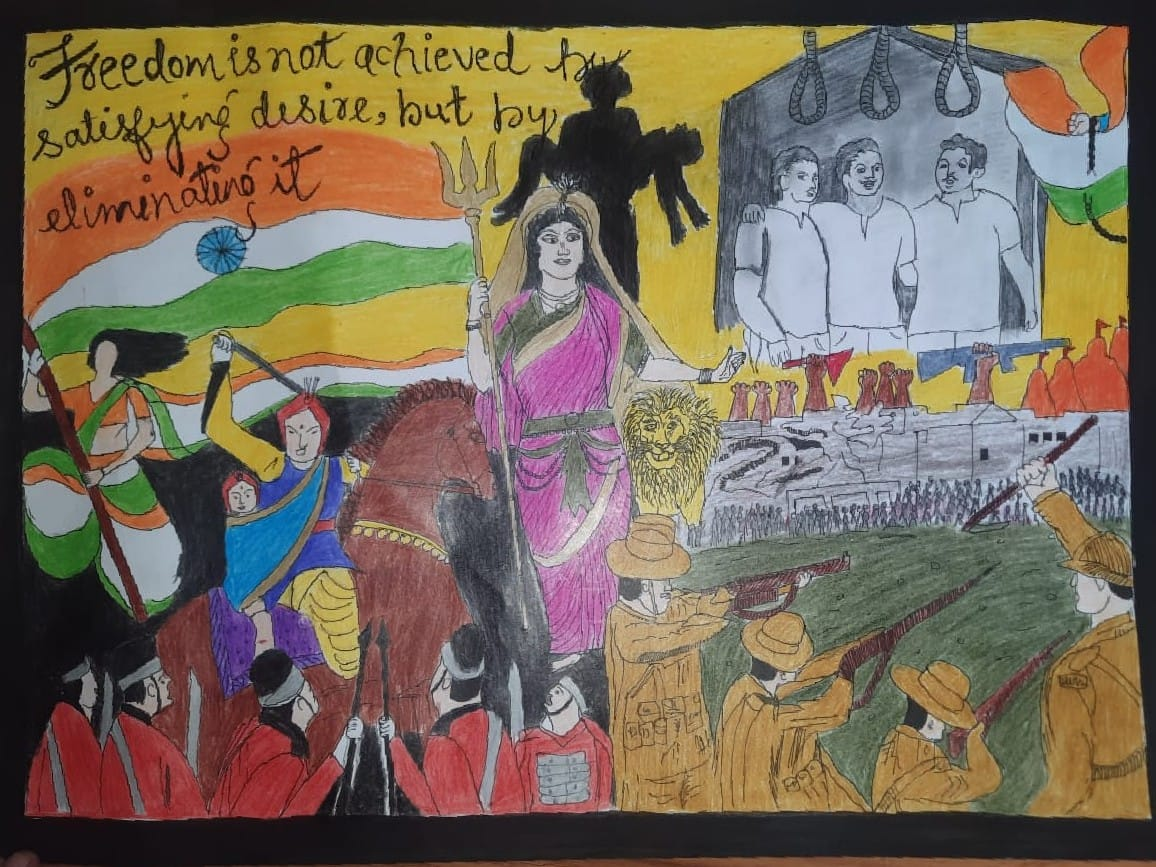 Freedom is not achieved by
satisfying desire, but by
eliminating it